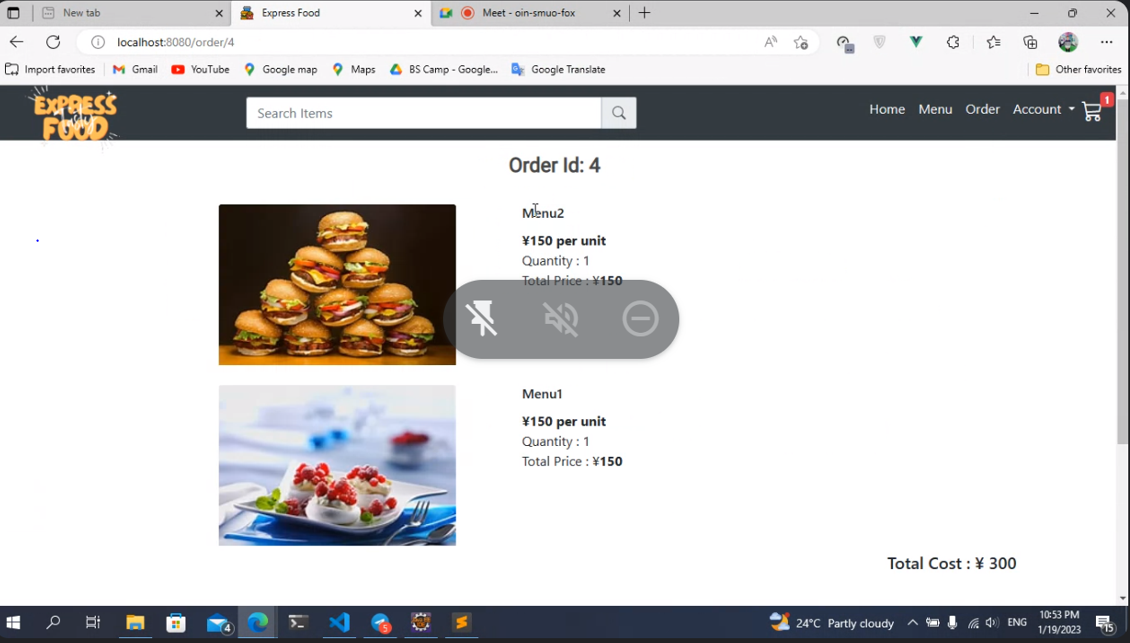 New tab
Express Food
Meet - oin-smuo-fox
localhost:8080/order/4
Import favorites
Gmail
YouTube
Google map
Maps
BS Camp - Google...
Google Translate
Other favorites
EXPRESS
Tasty
FOOD
Search Items
Home
Menu
Order
Account
1
Order Id: 4
Menu2
¥150 per unit
Quantity : 1
Total Price : ¥150
Menu1
¥150 per unit
Quantity : 1
Total Price : ¥150
Total Cost : ¥ 300
4
5
24°C Partly cloudy
ENG
10:53 PM
1/19/2023
15